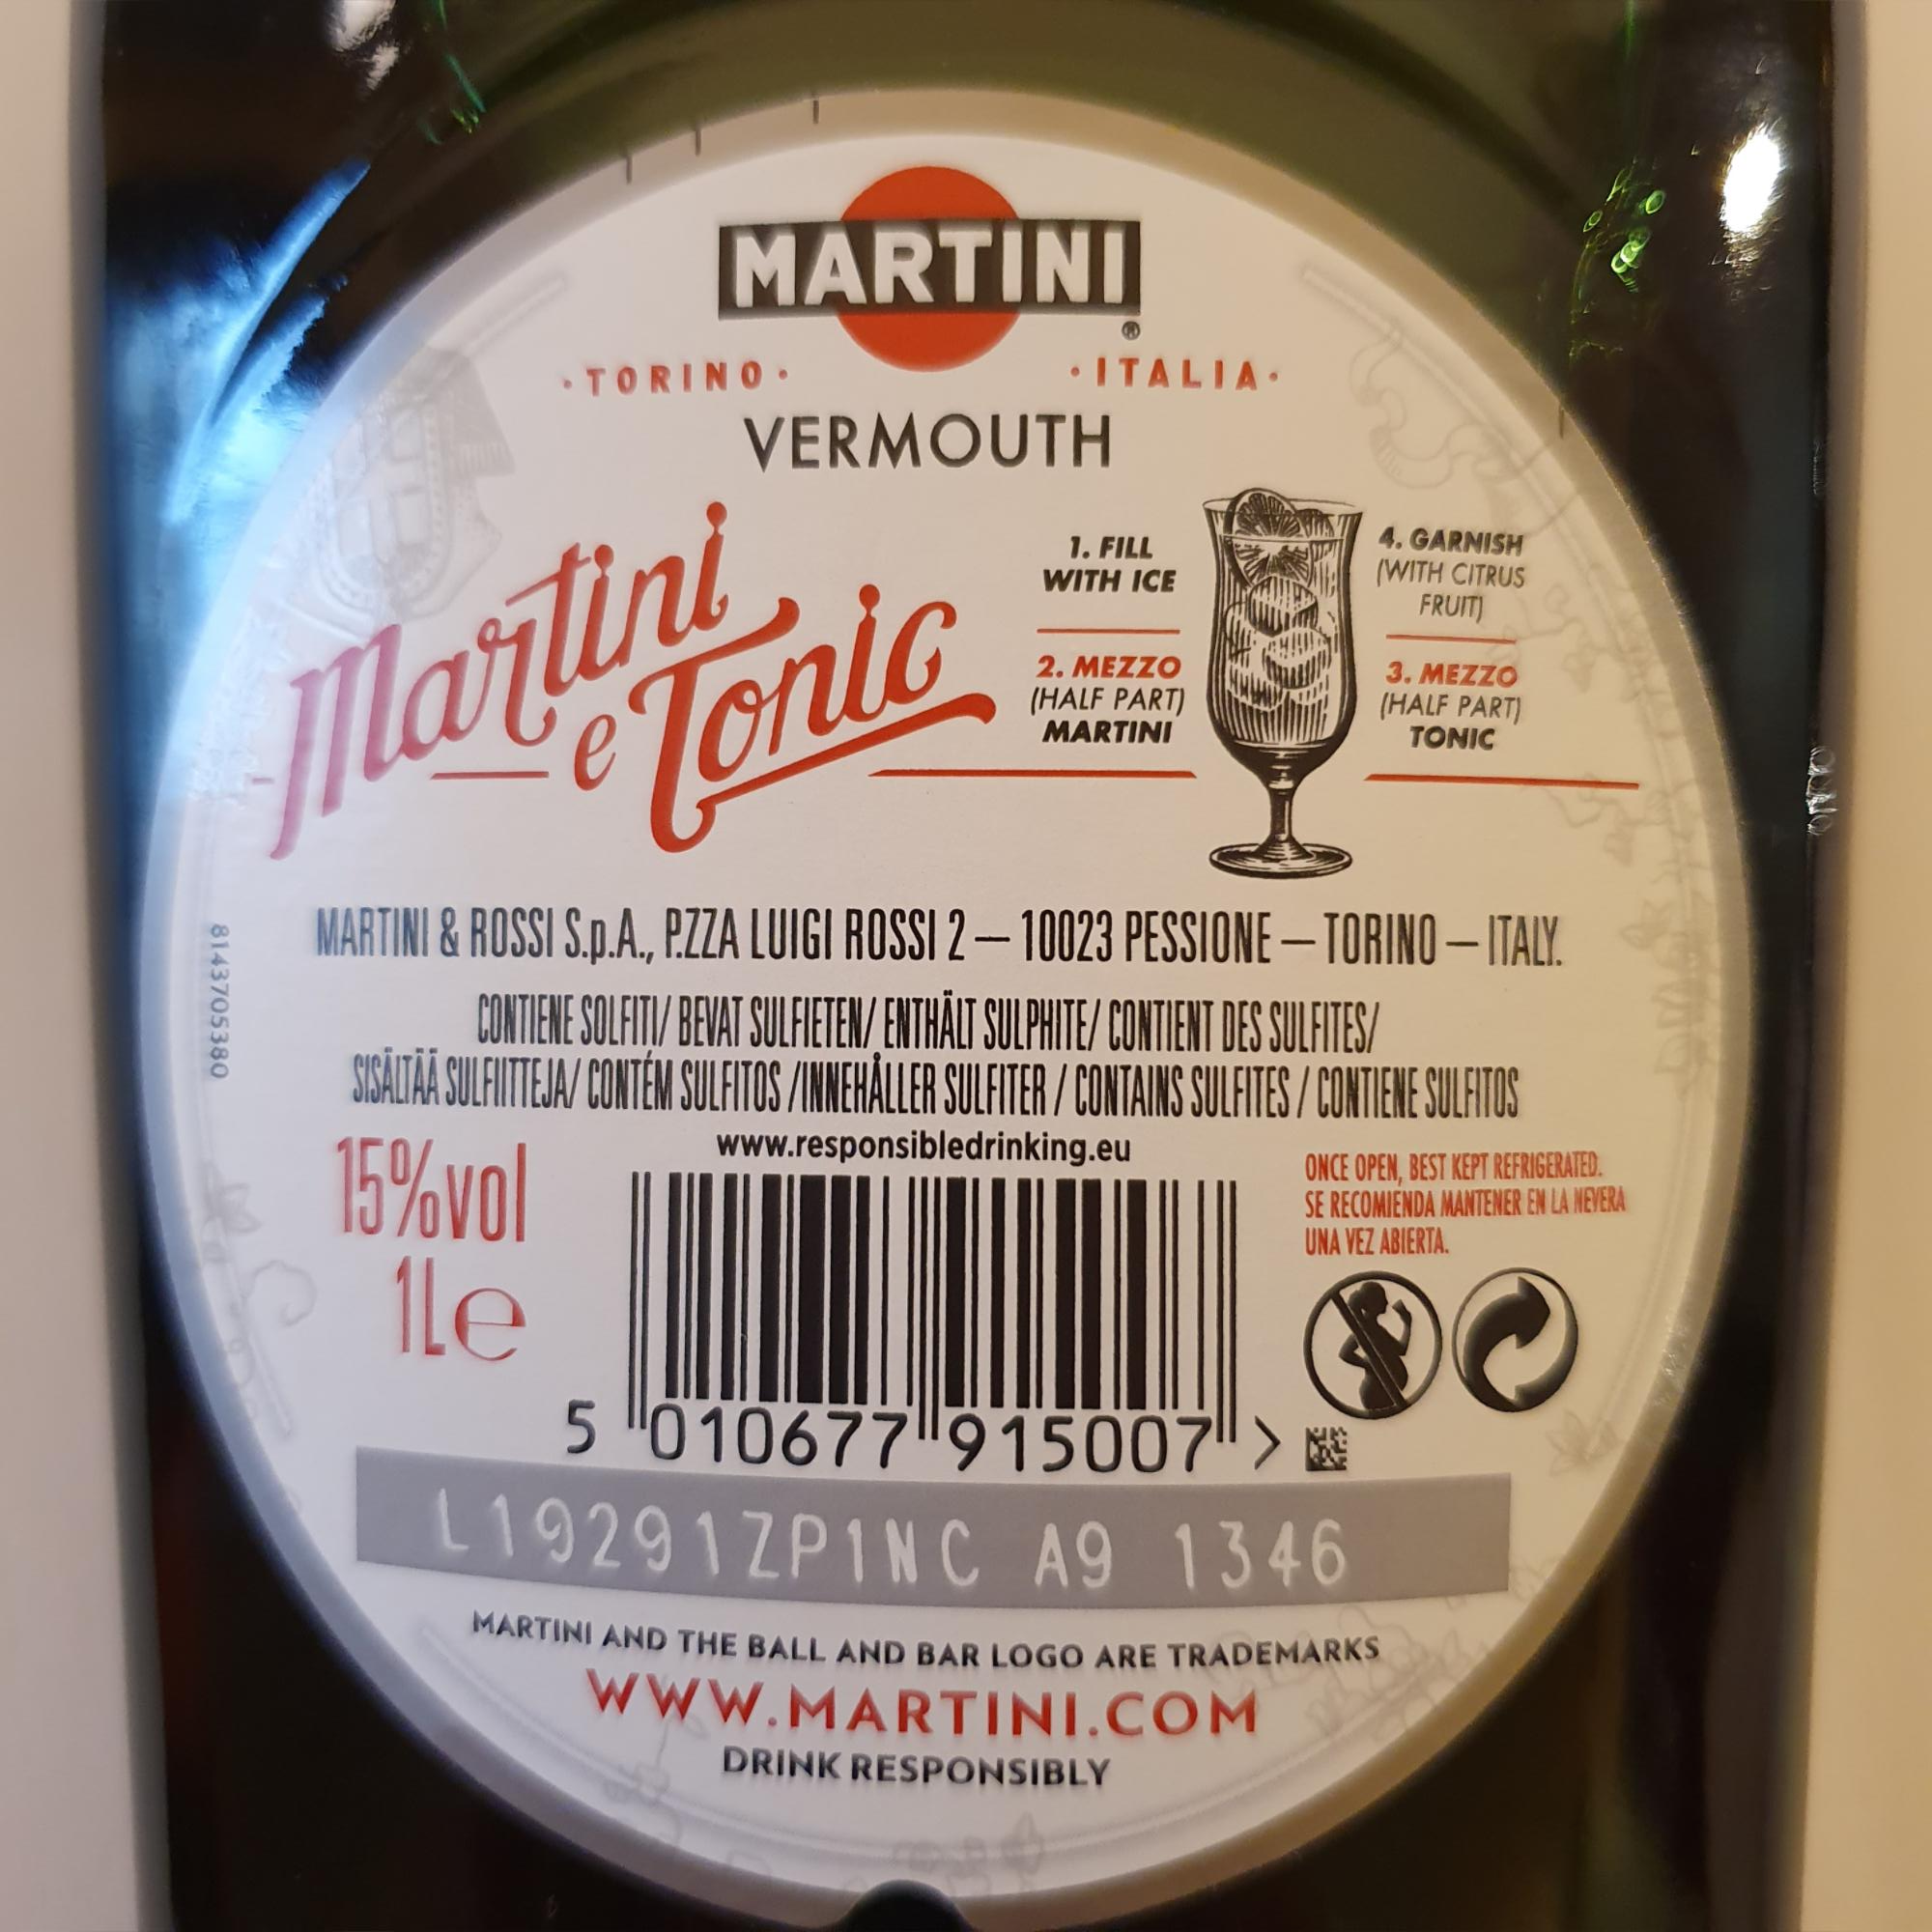 MARTINI
®
·TORINO· ·ITALIA·
VERMOUTH
Martini
e Tonic
1. FILL
WITH ICE
2. MEZZO
(HALF PART)
MARTINI
3. MEZZO
(HALF PART)
TONIC
4. GARNISH
(WITH CITRUS
FRUIT)
MARTINI & ROSSI S.p.A., P.ZZA LUIGI ROSSI 2 — 10023 PESSIONE — TORINO — ITALY.
8143705380
CONTIENE SOLFITI/ BEVAT SULFIETEN/ ENTHÄLT SULPHITE/ CONTIENT DES SULFITES/
SISÄLTÄÄ SULFIITTEJA/ CONTÉM SULFITOS /INNEHÅLLER SULFITER / CONTAINS SULFITES / CONTIENE SULFITOS
www.responsibledrinking.eu
15%vol
1Le
ONCE OPEN, BEST KEPT REFRIGERATED.
SE RECOMIENDA MANTENER EN LA NEVERA
UNA VEZ ABIERTA.
5 010677 915007 >
L19291ZP1NC A9 1346
MARTINI AND THE BALL AND BAR LOGO ARE TRADEMARKS
WWW.MARTINI.COM
DRINK RESPONSIBLY